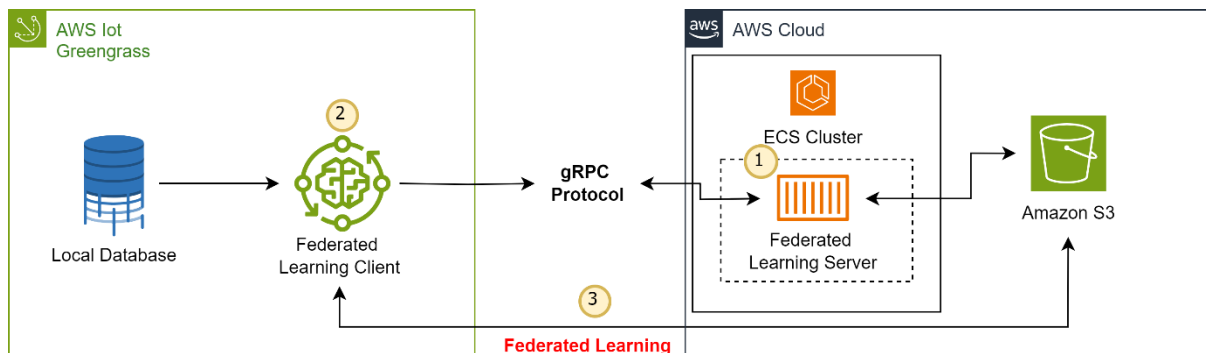 AWS Iot
Greengrass
aws
AWS Cloud
2
ECS Cluster
1
gRPC
Protocol
Local Database
Federated
Learning Client
Federated
Learning Server
Amazon S3
3
Federated Learning